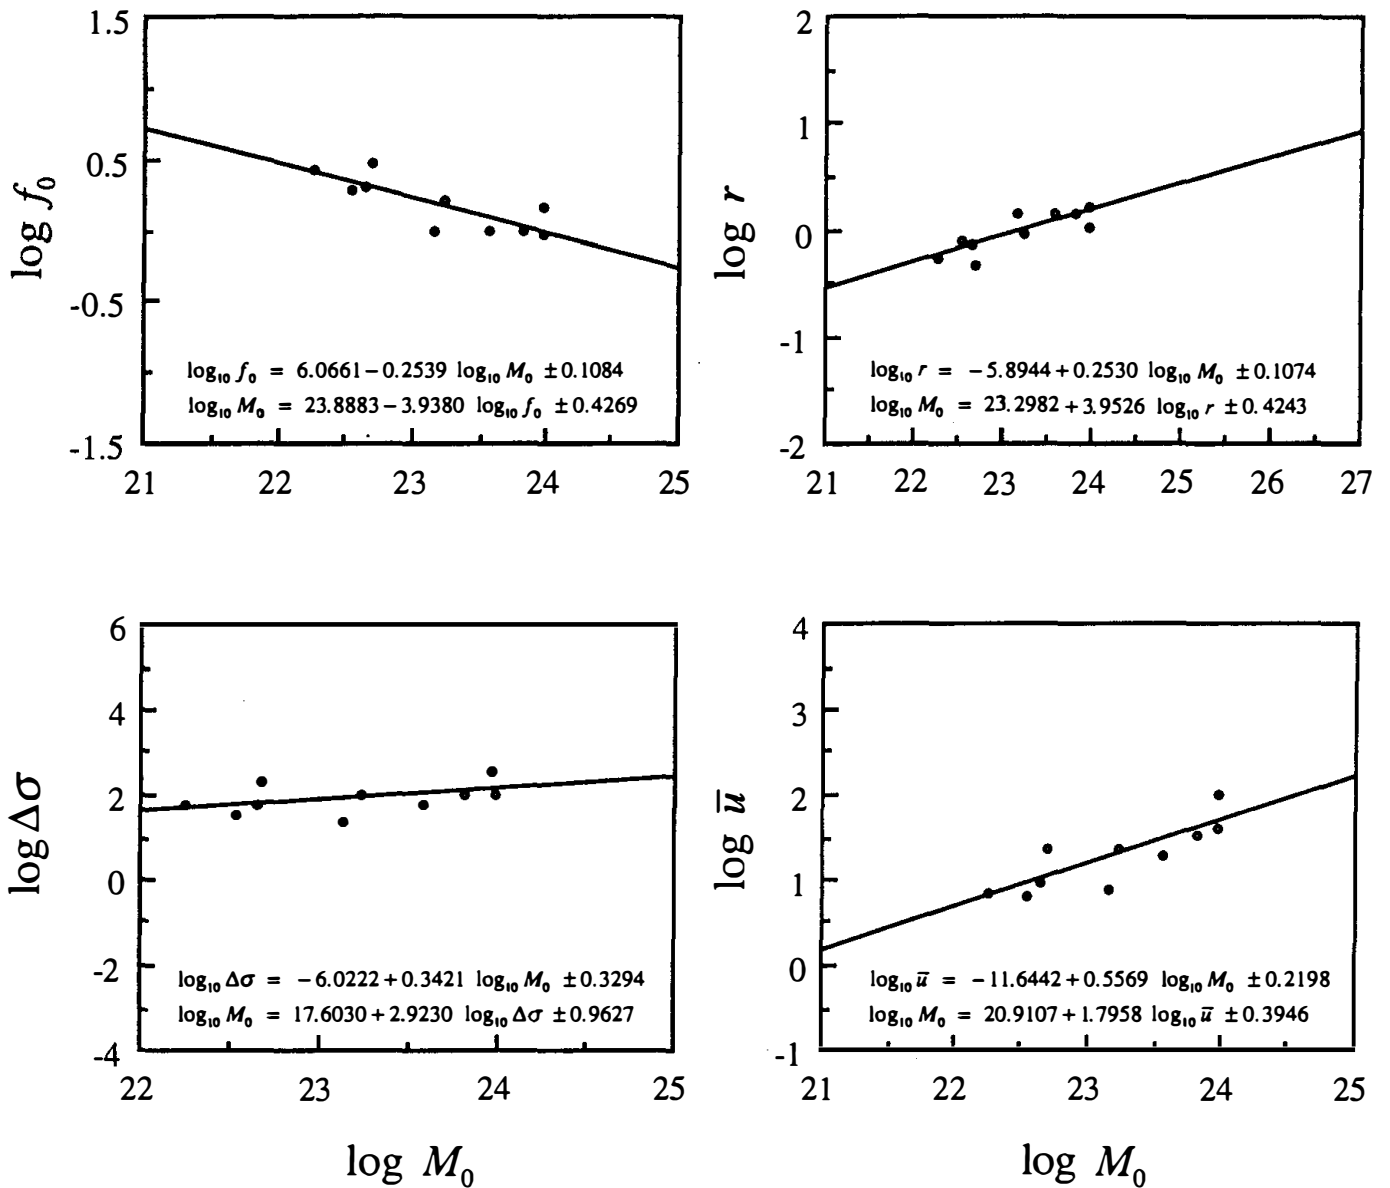 1.5
0.5
-0.5
-1.5
log f₀
log₁₀ f₀ = 6.0661−0.2539 log₁₀ M₀ ±0.1084
log₁₀ M₀ = 23.8883−3.9380 log₁₀ f₀ ±0.4269
21 22 23 24 25
2
1
0
-1
-2
log r
log₁₀ r = −5.8944+0.2530 log₁₀ M₀ ±0.1074
log₁₀ M₀ = 23.2982+3.9526 log₁₀ r ±0.4243
21 22 23 24 25 26 27
6
4
2
0
-2
-4
log Δσ
log₁₀ Δσ = −6.0222+0.3421 log₁₀ M₀ ±0.3294
log₁₀ M₀ = 17.6030+2.9230 log₁₀ Δσ ±0.9627
22 23 24 25
log M₀
4
3
2
1
0
-1
log u̅
log₁₀ u̅ = −11.6442+0.5569 log₁₀ M₀ ±0.2198
log₁₀ M₀ = 20.9107+1.7958 log₁₀ u̅ ±0.3946
21 22 23 24 25
log M₀